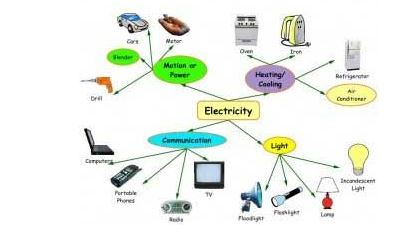 Cars
Motor
Oven
Iron
Blender
Motion or
Power
Heating/
Cooling
Refrigerator
Drill
Air
Conditioner
Electricity
Communication
Light
Computers
Portable
Phones
Radio
TV
Floodlight
Flashlight
Lamp
Incandescent
Light